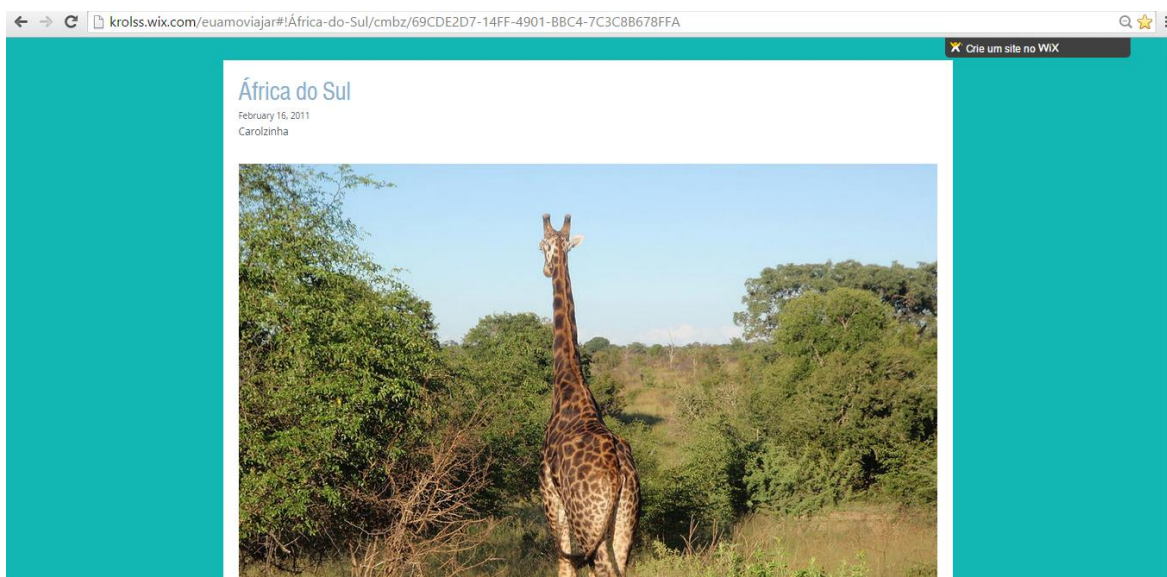 krolss.wix.com/euamoviajar#!África-do-Sul/cmbz/69CDE2D7-14FF-4901-BBC4-7C3C8B678FFA
Crie um site no WiX
África do Sul
February 16, 2011
Carolzinha